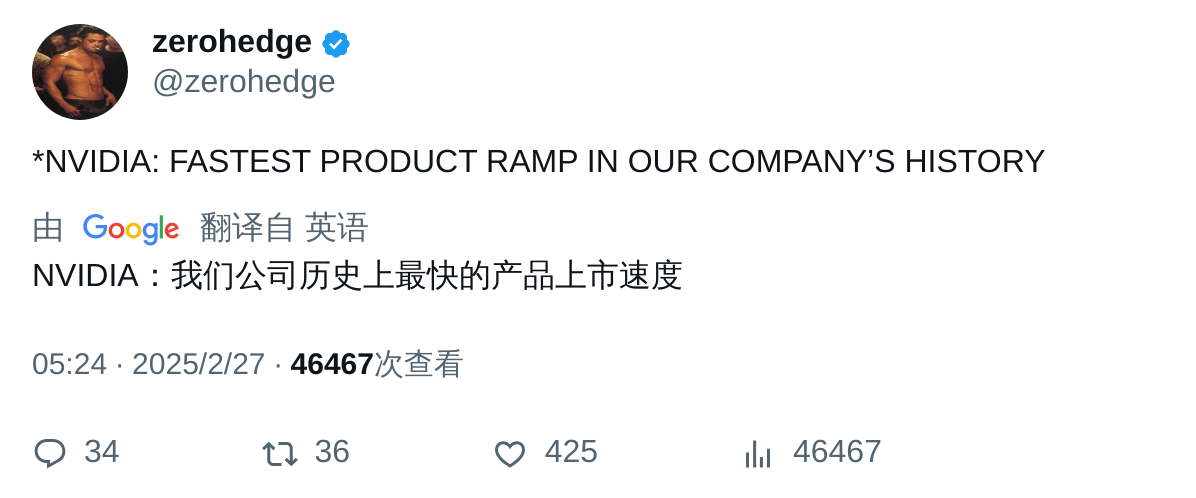 zerohedge
@zerohedge
*NVIDIA: FASTEST PRODUCT RAMP IN OUR COMPANY’S HISTORY
由 Google 翻译自 英语
NVIDIA：我们公司历史上最快的产品上市速度
05:24 · 2025/2/27 · 46467次查看
34 36 425 46467